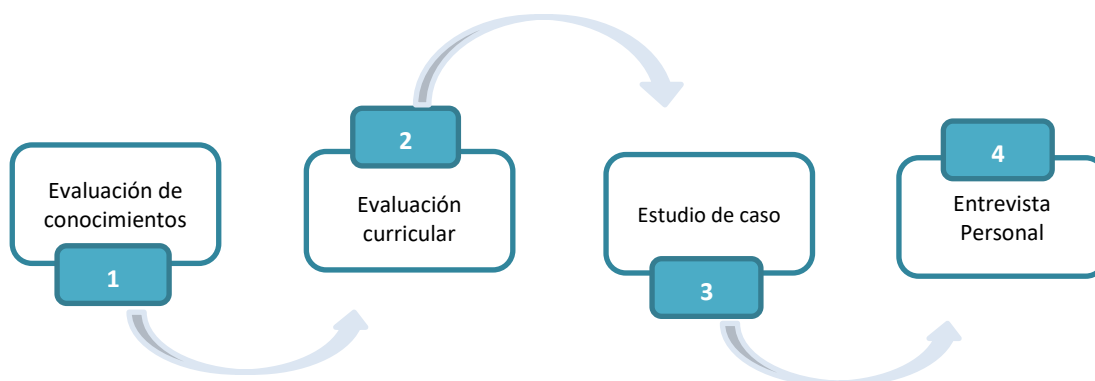 Evaluación de
conocimientos
1
2
Evaluación
curricular
Estudio de caso
3
4
Entrevista
Personal